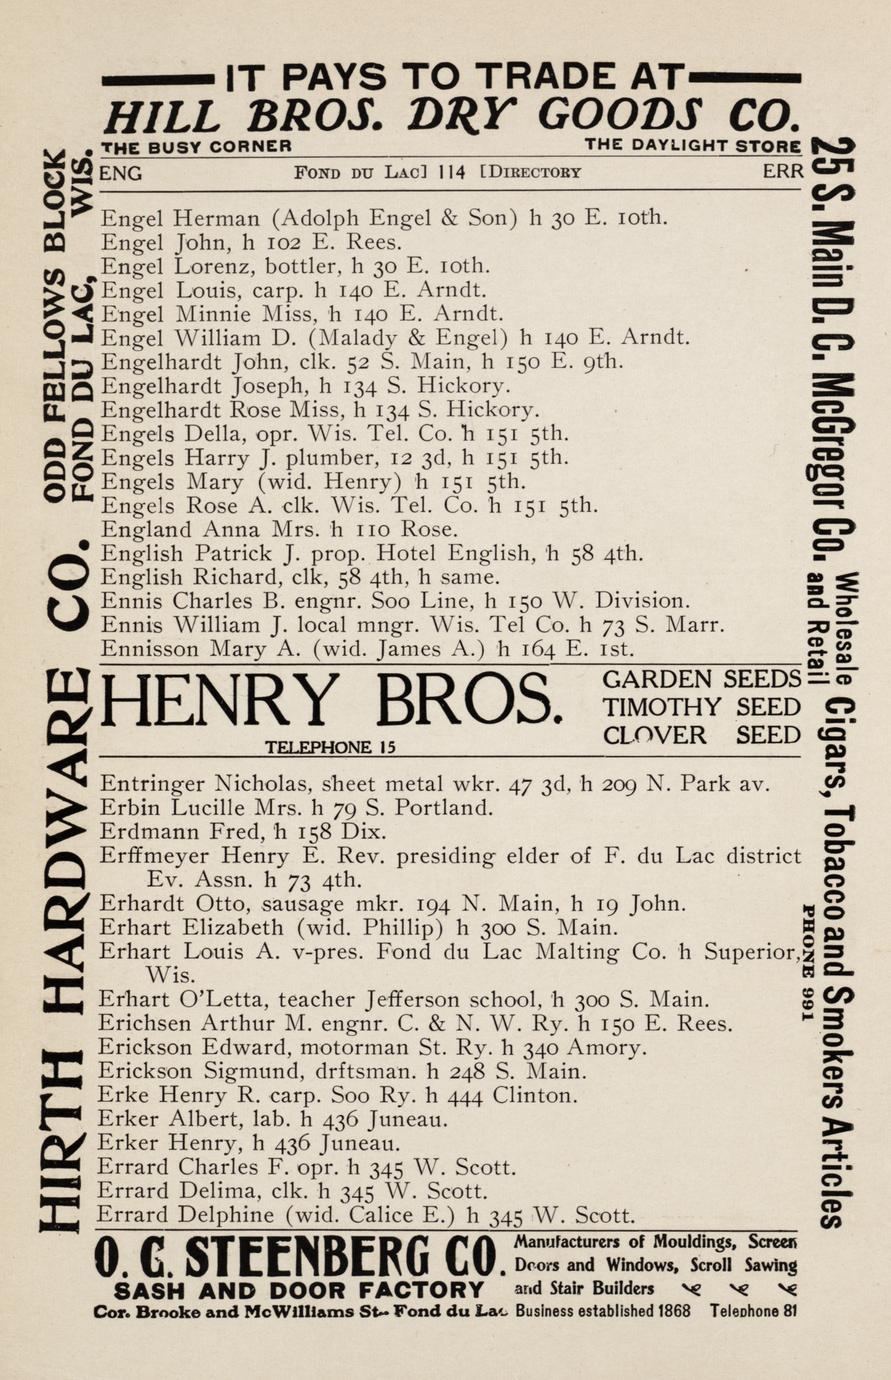 IT PAYS TO TRADE AT
HILL BROS. DRY GOODS CO.
THE BUSY CORNER THE DAYLIGHT STORE
ENG FOND DU LAC] 114 [DIRECTORY ERR
Engel Herman (Adolph Engel & Son) h 30 E. 10th.
Engel John, h 102 E. Rees.
Engel Lorenz, bottler, h 30 E. 10th.
Engel Louis, carp. h 140 E. Arndt.
Engel Minnie Miss, h 140 E. Arndt.
Engel William D. (Malady & Engel) h 140 E. Arndt.
Engelhardt John, clk. 52 S. Main, h 150 E. 9th.
Engelhardt Joseph, h 134 S. Hickory.
Engelhardt Rose Miss, h 134 S. Hickory.
Engels Della, opr. Wis. Tel. Co. h 151 5th.
Engels Harry J. plumber, 12 3d, h 151 5th.
Engels Mary (wid. Henry) h 151 5th.
Engels Rose A. clk. Wis. Tel. Co. h 151 5th.
England Anna Mrs. h 110 Rose.
English Patrick J. prop. Hotel English, h 58 4th.
English Richard, clk, 58 4th, h same.
Ennis Charles B. engnr. Soo Line, h 150 W. Division.
Ennis William J. local mngr. Wis. Tel Co. h 73 S. Marr.
Ennisson Mary A. (wid. James A.) h 164 E. 1st.
HENRY BROS.
TELEPHONE 15
GARDEN SEEDS
TIMOTHY SEED
CLOVER SEED
Entringer Nicholas, sheet metal wkr. 47 3d, h 209 N. Park av.
Erbin Lucille Mrs. h 79 S. Portland.
Erdmann Fred, h 158 Dix.
Erffmeyer Henry E. Rev. presiding elder of F. du Lac district
Ev. Assn. h 73 4th.
Erhardt Otto, sausage mkr. 194 N. Main, h 19 John.
Erhart Elizabeth (wid. Phillip) h 300 S. Main.
Erhart Louis A. v-pres. Fond du Lac Malting Co. h Superior,
Wis.
Erhart O'Letta, teacher Jefferson school, h 300 S. Main.
Erichsen Arthur M. engnr. C. & N. W. Ry. h 150 E. Rees.
Erickson Edward, motorman St. Ry. h 340 Amory.
Erickson Sigmund, drftsman. h 248 S. Main.
Erke Henry R. carp. Soo Ry. h 444 Clinton.
Erker Albert, lab. h 436 Juneau.
Erker Henry, h 436 Juneau.
Errard Charles F. opr. h 345 W. Scott.
Errard Delima, clk. h 345 W. Scott.
Errard Delphine (wid. Calice E.) h 345 W. Scott.
O. C. STEENBERG CO.
SASH AND DOOR FACTORY
Cor. Brooke and McWilliams St. Fond du Lac
Manufacturers of Mouldings, Screen
Doors and Windows, Scroll Sawing
and Stair Builders
Business established 1868 Telephone 81
HIRTH HARDWARE CO.
ODD FELLOWS BLOCK
FOND DU LAC, WIS.
25 S. Main D. C. McGregor Co.
Wholesale
and Retail
Cigars, Tobacco and Smokers Articles
PHONE 991